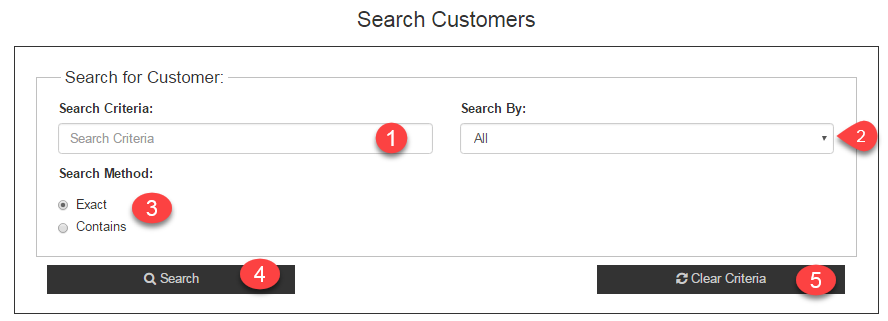 Search Customers
Search for Customer:
Search Criteria:
Search By:
Search Criteria 1
All 2
Search Method:
Exact
3
Contains
Search 4
Clear Criteria 5